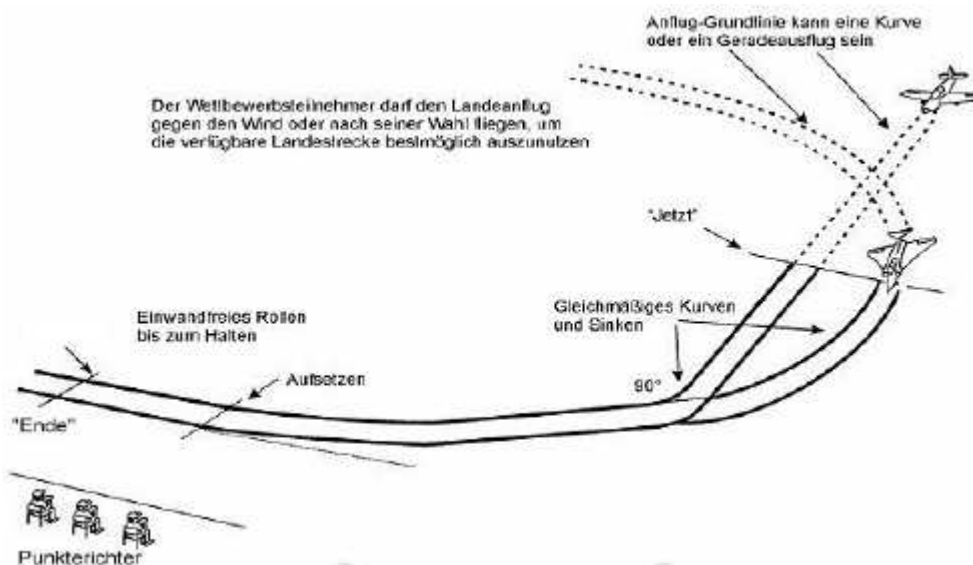 Anflug-Grundlinie kann eine Kurve
oder ein Geradeausflug sein
Der Wettbewerbsteilnehmer darf den Landeanflug
gegen den Wind oder nach seiner Wahl fliegen, um
die verfügbare Landestrecke bestmöglich auszunutzen
"Jetzt"
Gleichmäßiges Kurven
und Sinken
Einwandfreies Rollen
bis zum Halten
Aufsetzen
90°
"Ende"
Punkterichter